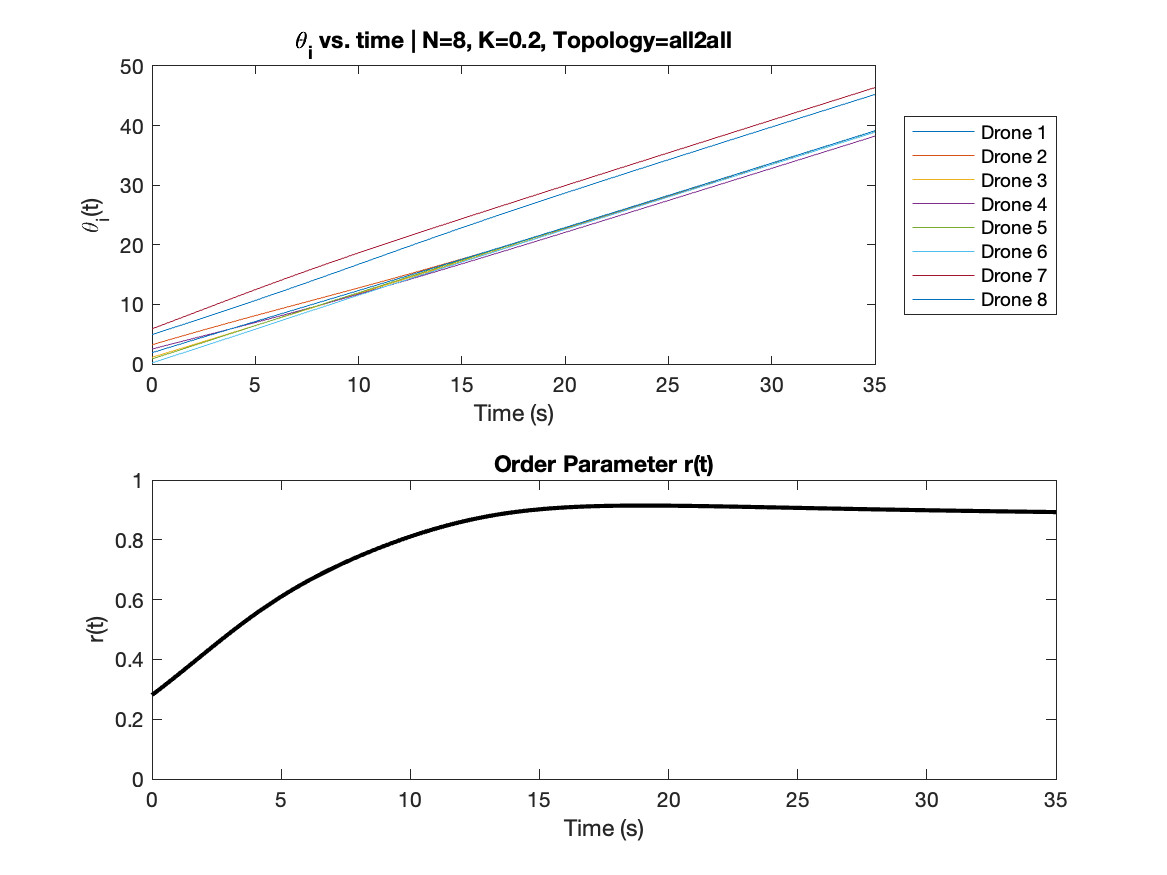 θi vs. time | N=8, K=0.2, Topology=all2all
50
40
30
20
10
0
θi(t)
0 5 10 15 20 25 30 35
Time (s)
Drone 1
Drone 2
Drone 3
Drone 4
Drone 5
Drone 6
Drone 7
Drone 8
Order Parameter r(t)
1
0.8
0.6
0.4
0.2
0
r(t)
0 5 10 15 20 25 30 35
Time (s)